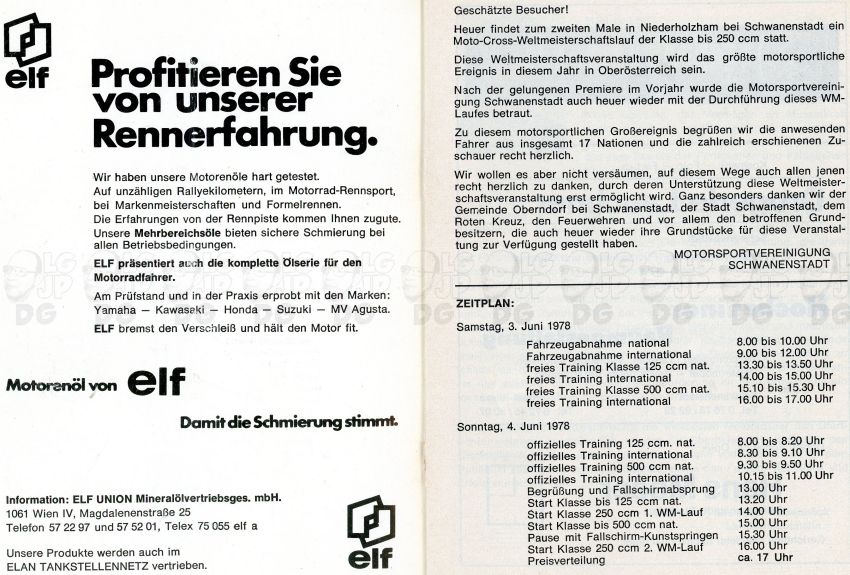 elf
Profitieren Sie
von unserer
Rennerfahrung.
Wir haben unsere Motorenöle hart getestet.
Auf unzähligen Rallyekilometern, im Motorrad-Rennsport,
bei Markenmeisterschaften und Formelrennen.
Die Erfahrungen von der Rennpiste kommen Ihnen zugute.
Unsere Mehrbereichsöle bieten sichere Schmierung bei
allen Betriebsbedingungen.
ELF präsentiert auch die komplette Ölserie für den
Motorradfahrer.
Am Prüfstand und in der Praxis erprobt mit den Marken:
Yamaha — Kawasaki — Honda — Suzuki — MV Agusta.
ELF bremst den Verschleiß und hält den Motor fit.
Motorenöl von elf
Damit die Schmierung stimmt.
Information: ELF UNION Mineralölvertriebsges. mbH.
1061 Wien IV, Magdalenenstraße 25
Telefon 57 22 97 und 57 52 01, Telex 75 055 elf a
Unsere Produkte werden auch im
ELAN TANKSTELLENNETZ vertrieben.
elf
Geschätzte Besucher!
Heuer findet zum zweiten Male in Niederholzham bei Schwanenstadt ein
Moto-Cross-Weltmeisterschaftslauf der Klasse bis 250 ccm statt.
Diese Weltmeisterschaftsveranstaltung wird das größte motorsportliche
Ereignis in diesem Jahr in Oberösterreich sein.
Nach der gelungenen Premiere im Vorjahr wurde die Motorsportvereini-
gung Schwanenstadt auch heuer wieder mit der Durchführung dieses WM-
Laufes betraut.
Zu diesem motorsportlichen Großereignis begrüßen wir die anwesenden
Fahrer aus insgesamt 17 Nationen und die zahlreich erschienenen Zu-
schauer recht herzlich.
Wir wollen es aber nicht versäumen, auf diesem Wege auch allen jenen
recht herzlich zu danken, durch deren Unterstützung diese Weltmeister-
schaftsveranstaltung erst ermöglicht wird. Ganz besonders danken wir der
Gemeinde Oberndorf bei Schwanenstadt, der Stadt Schwanenstadt, dem
Roten Kreuz, den Feuerwehren und vor allem den betroffenen Grund-
besitzern, die auch heuer wieder ihre Grundstücke für diese Veranstal-
tung zur Verfügung gestellt haben.
MOTORSPORTVEREINIGUNG
SCHWANENSTADT
ZEITPLAN:
Samstag, 3. Juni 1978
Fahrzeugabnahme national 8.00 bis 10.00 Uhr
Fahrzeugabnahme international 9.00 bis 12.00 Uhr
freies Training Klasse 125 ccm nat. 13.30 bis 13.50 Uhr
freies Training international 14.00 bis 15.00 Uhr
freies Training Klasse 500 ccm nat. 15.10 bis 15.30 Uhr
freies Training international 16.00 bis 17.00 Uhr
Sonntag, 4. Juni 1978
offizielles Training 125 ccm. nat. 8.00 bis 8.20 Uhr
offizielles Training international 8.30 bis 9.10 Uhr
offizielles Training 500 ccm nat. 9.30 bis 9.50 Uhr
offizielles Training international 10.15 bis 11.00 Uhr
Begrüßung und Fallschirmabsprung 13.00 Uhr
Start Klasse bis 125 ccm nat. 13.20 Uhr
Start Klasse 250 ccm 1. WM-Lauf 14.00 Uhr
Start Klasse bis 500 ccm nat. 15.00 Uhr
Pause mit Fallschirm-Kunstspringen 15.30 Uhr
Start Klasse 250 ccm 2. WM-Lauf 16.00 Uhr
Preisverteilung ca. 17 Uhr